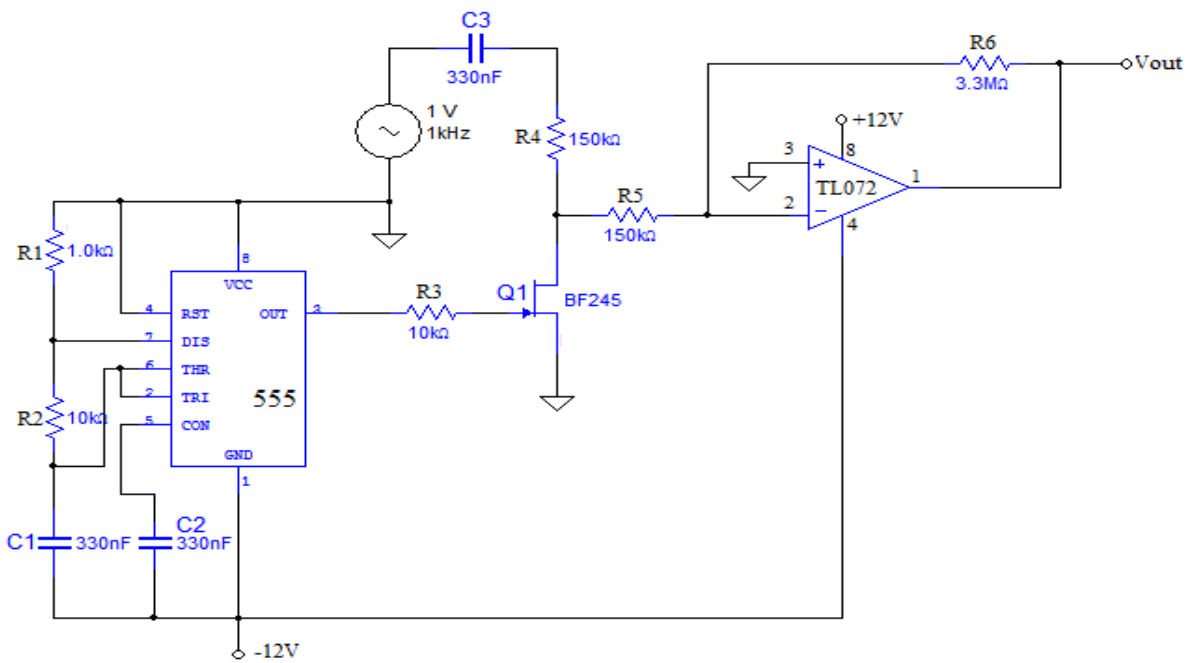 C3
330nF
1 V
1kHz
R4
150kΩ
R6
3.3MΩ
Vout
+12V
3
8
+
TL072
1
2
−
4
R5
150kΩ
R1
1.0kΩ
8
VCC
4
RST
OUT
3
7
DIS
6
THR
2
TRI
555
5
CON
GND
1
R3
10kΩ
Q1
BF245
R2
10kΩ
C1
330nF
C2
330nF
-12V